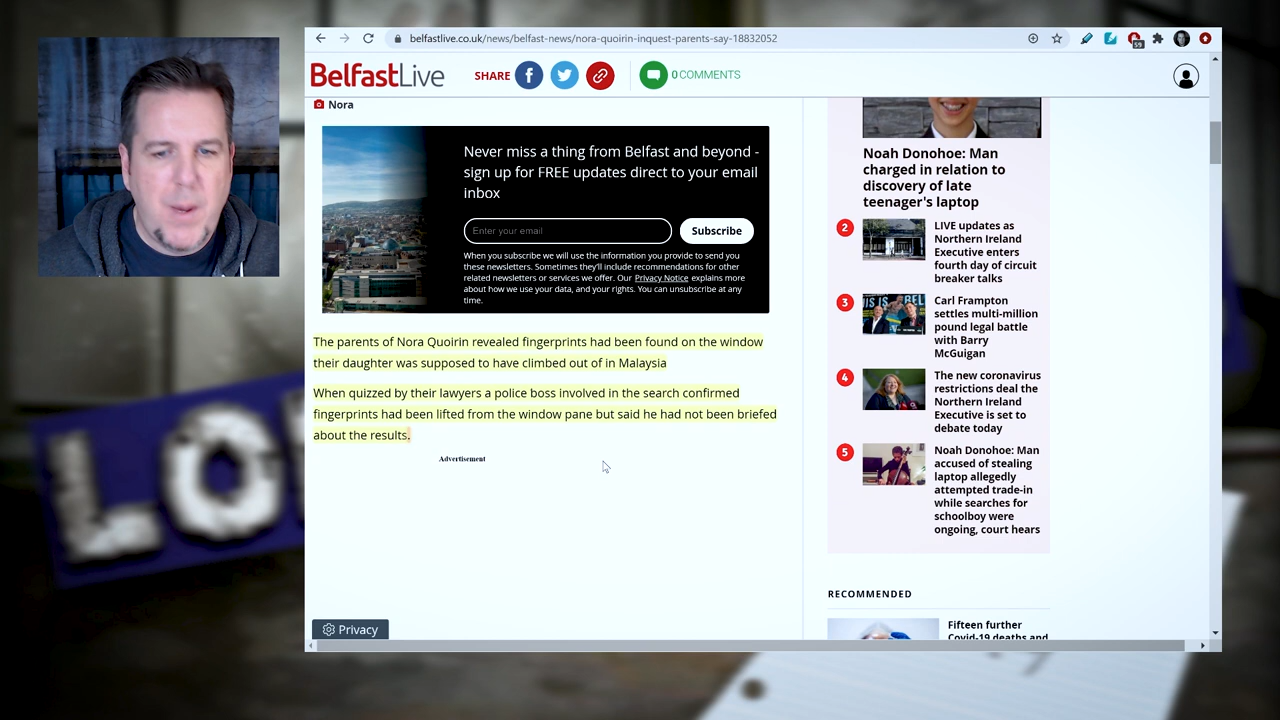 belfastlive.co.uk/news/belfast-news/nora-quoirin-inquest-parents-say-18832052
59
BelfastLive
SHARE
0 COMMENTS
Nora
Never miss a thing from Belfast and beyond -
sign up for FREE updates direct to your email
inbox
Enter your email
Subscribe
When you subscribe we will use the information you provide to send you
these newsletters. Sometimes they'll include recommendations for other
related newsletters or services we offer. Our Privacy Notice explains more
about how we use your data, and your rights. You can unsubscribe at any
time.
The parents of Nora Quoirin revealed fingerprints had been found on the window
their daughter was supposed to have climbed out of in Malaysia
When quizzed by their lawyers a police boss involved in the search confirmed
fingerprints had been lifted from the window pane but said he had not been briefed
about the results.
Advertisement
Privacy
Noah Donohoe: Man
charged in relation to
discovery of late
teenager's laptop
2
LIVE updates as
Northern Ireland
Executive enters
fourth day of circuit
breaker talks
3
Carl Frampton
settles multi-million
pound legal battle
with Barry
McGuigan
4
The new coronavirus
restrictions deal the
Northern Ireland
Executive is set to
debate today
5
Noah Donohoe: Man
accused of stealing
laptop allegedly
attempted trade-in
while searches for
schoolboy were
ongoing, court hears
RECOMMENDED
Fifteen further
Covid-19 deaths and